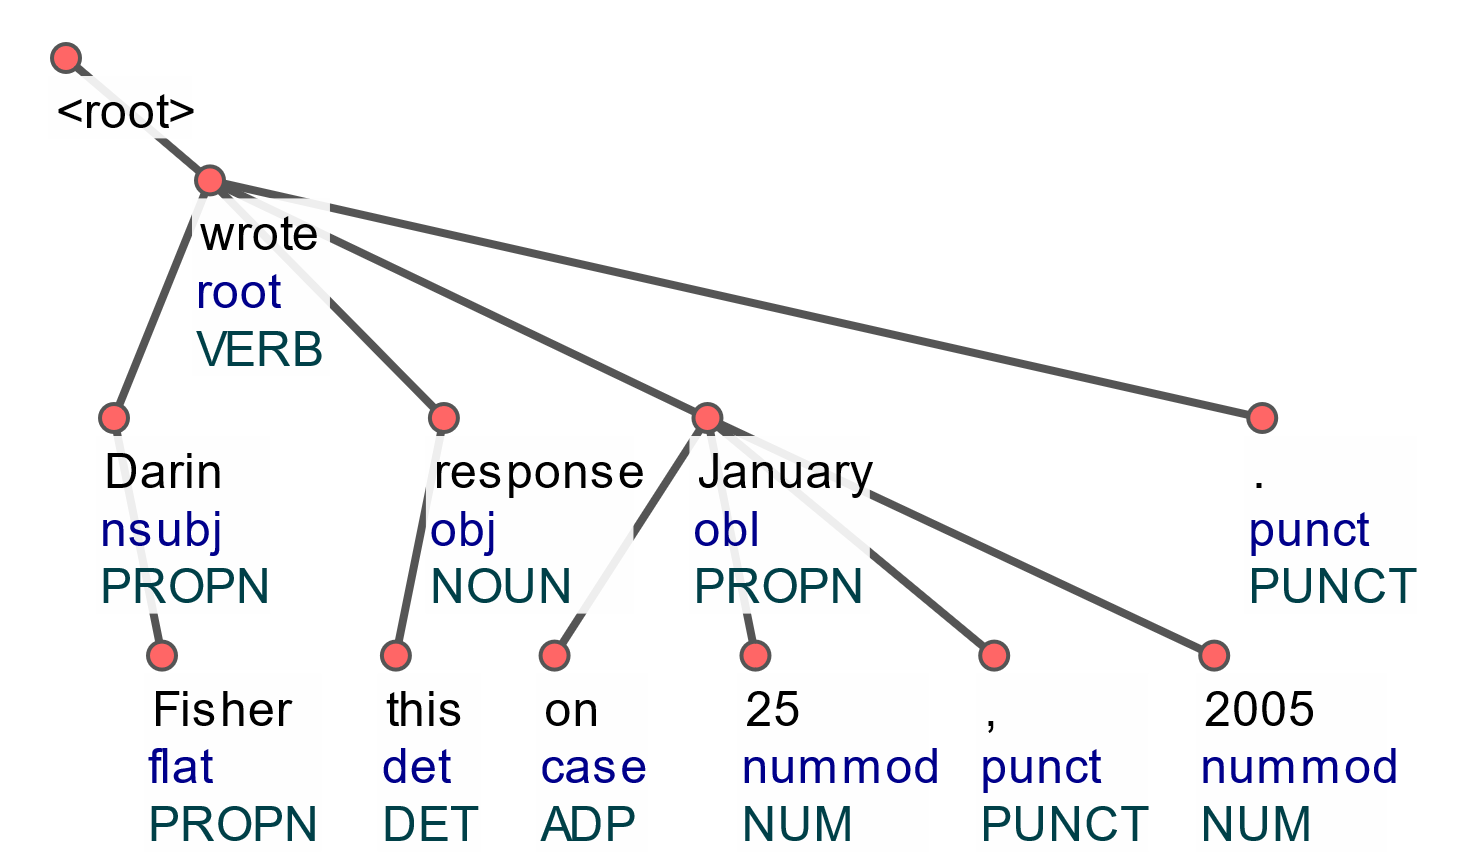 <root>
wrote
root
VERB
Darin response January .
nsubj obj obl punct
PROPN NOUN PROPN PUNCT
Fisher this on 25 , 2005
flat det case nummod punct nummod
PROPN DET ADP NUM PUNCT NUM